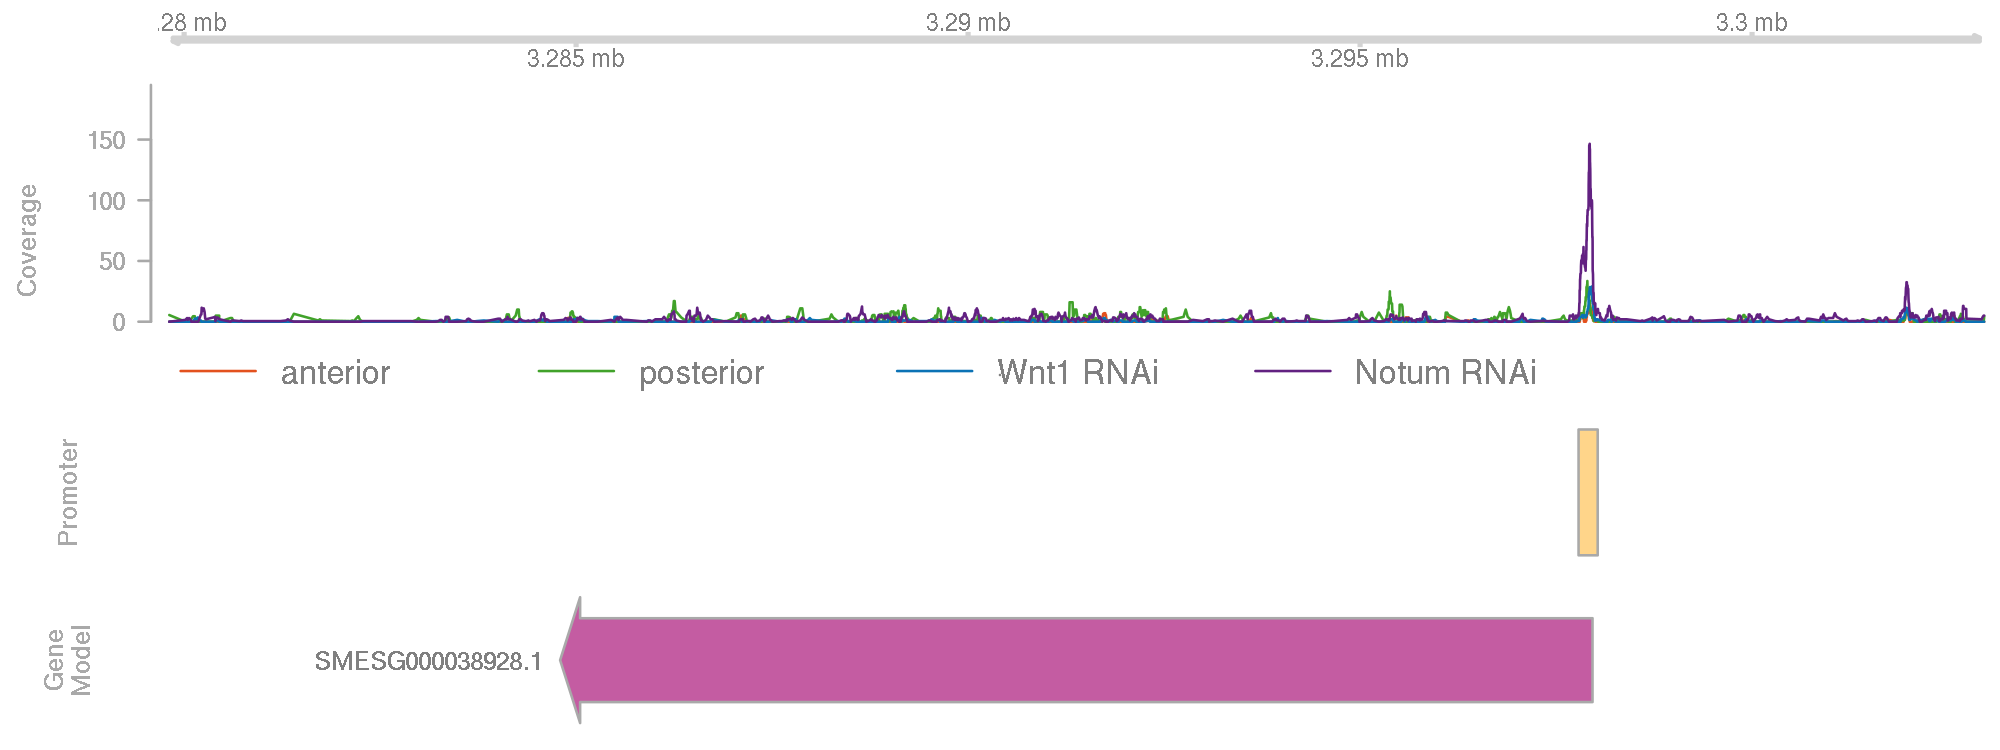 .28 mb
3.29 mb
3.3 mb
3.285 mb
3.295 mb
Coverage
150
100
50
0
anterior
posterior
Wnt1 RNAi
Notum RNAi
Promoter
Gene
Model
SMESG000038928.1